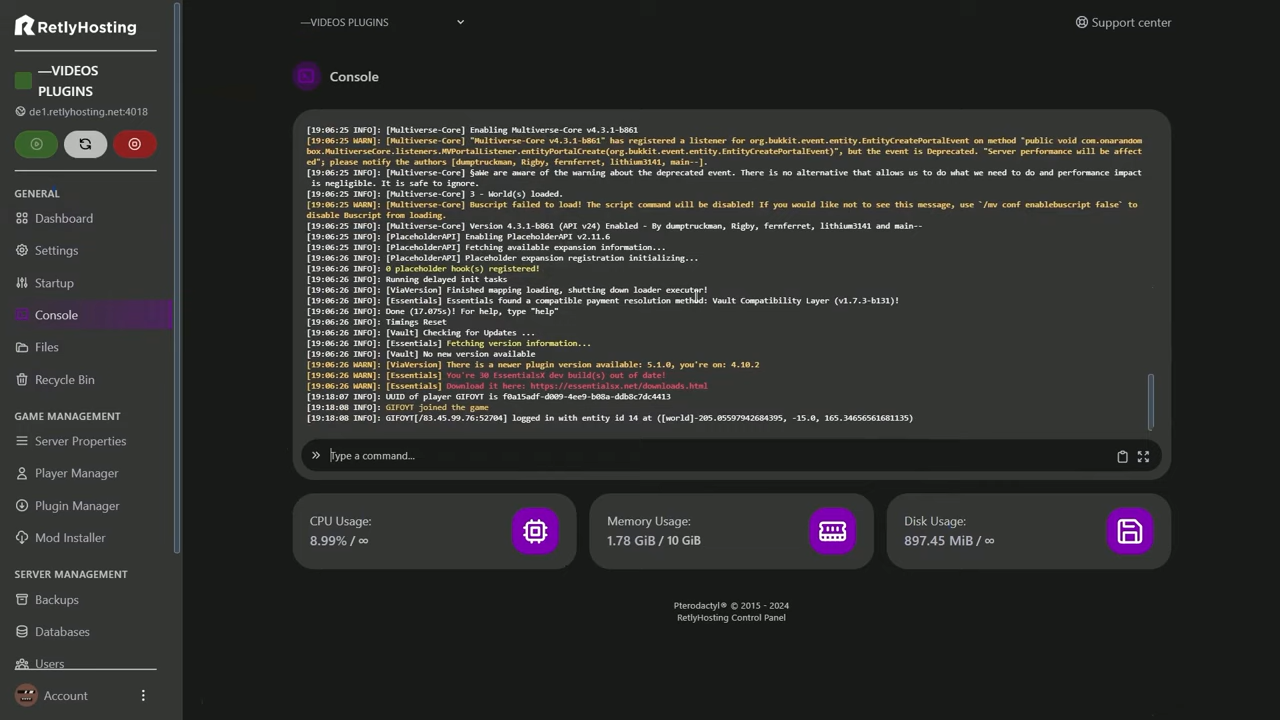 RetlyHosting
—VIDEOS PLUGINS
Support center
—VIDEOS
PLUGINS
de1.retlyhosting.net:4018
GENERAL
Dashboard
Settings
Startup
Console
Files
Recycle Bin
GAME MANAGEMENT
Server Properties
Player Manager
Plugin Manager
Mod Installer
SERVER MANAGEMENT
Backups
Databases
Users
Account
Console
[19:06:25 INFO]: [Multiverse-Core] Enabling Multiverse-Core v4.3.1-b861
[19:06:25 WARN]: [Multiverse-Core] "Multiverse-Core v4.3.1-b861" has registered a listener for org.bukkit.event.entity.EntityCreatePortalEvent on method "public void com.onarandom
box.MultiverseCore.listeners.MVPortalListener.entityPortalCreate(org.bukkit.event.entity.EntityCreatePortalEvent)", but the event is Deprecated. "Server performance will be affect
ed"; please notify the authors [dumptruckman, Rigby, fernferret, lithium3141, main--].
[19:06:25 INFO]: [Multiverse-Core] §aWe are aware of the warning about the deprecated event. There is no alternative that allows us to do what we need to do and performance impact
is negligible. It is safe to ignore.
[19:06:25 INFO]: [Multiverse-Core] 3 - World(s) loaded.
[19:06:25 WARN]: [Multiverse-Core] Buscript failed to load! The script command will be disabled! If you would like not to see this message, use `/mv conf enablebuscript false` to
disable Buscript from loading.
[19:06:25 INFO]: [Multiverse-Core] Version 4.3.1-b861 (API v24) Enabled - By dumptruckman, Rigby, fernferret, lithium3141 and main--
[19:06:25 INFO]: [PlaceholderAPI] Enabling PlaceholderAPI v2.11.6
[19:06:26 INFO]: [PlaceholderAPI] Fetching available expansion information...
[19:06:26 INFO]: [PlaceholderAPI] Placeholder expansion registration initializing...
[19:06:26 INFO]: 0 placeholder hook(s) registered!
[19:06:26 INFO]: Running delayed init tasks
[19:06:26 INFO]: [ViaVersion] Finished mapping loading, shutting down loader executor!
[19:06:26 INFO]: [Essentials] Essentials found a compatible payment resolution method: Vault Compatibility Layer (v1.7.3-b131)!
[19:06:26 INFO]: Done (17.075s)! For help, type "help"
[19:06:26 INFO]: Timings Reset
[19:06:26 INFO]: [Vault] Checking for Updates ...
[19:06:26 INFO]: [Essentials] Fetching version information...
[19:06:26 INFO]: [Vault] No new version available
[19:06:26 WARN]: [ViaVersion] There is a newer plugin version available: 5.1.0, you're on: 4.10.2
[19:06:26 WARN]: [Essentials] You're 30 EssentialsX dev build(s) out of date!
[19:06:26 WARN]: [Essentials] Download it here: https://essentialsx.net/downloads.html
[19:18:07 INFO]: UUID of player GIFOYT is f0a15adf-d009-4ee9-b08a-ddb8c7dc4413
[19:18:08 INFO]: GIFOYT joined the game
[19:18:08 INFO]: GIFOYT[/83.45.99.76:52704] logged in with entity id 14 at ([world]-205.05597942684395, -15.0, 165.34656561681135)
Type a command...
CPU Usage:
8.99% / ∞
Memory Usage:
1.78 GiB / 10 GiB
Disk Usage:
897.45 MiB / ∞
Pterodactyl® © 2015 - 2024
RetlyHosting Control Panel